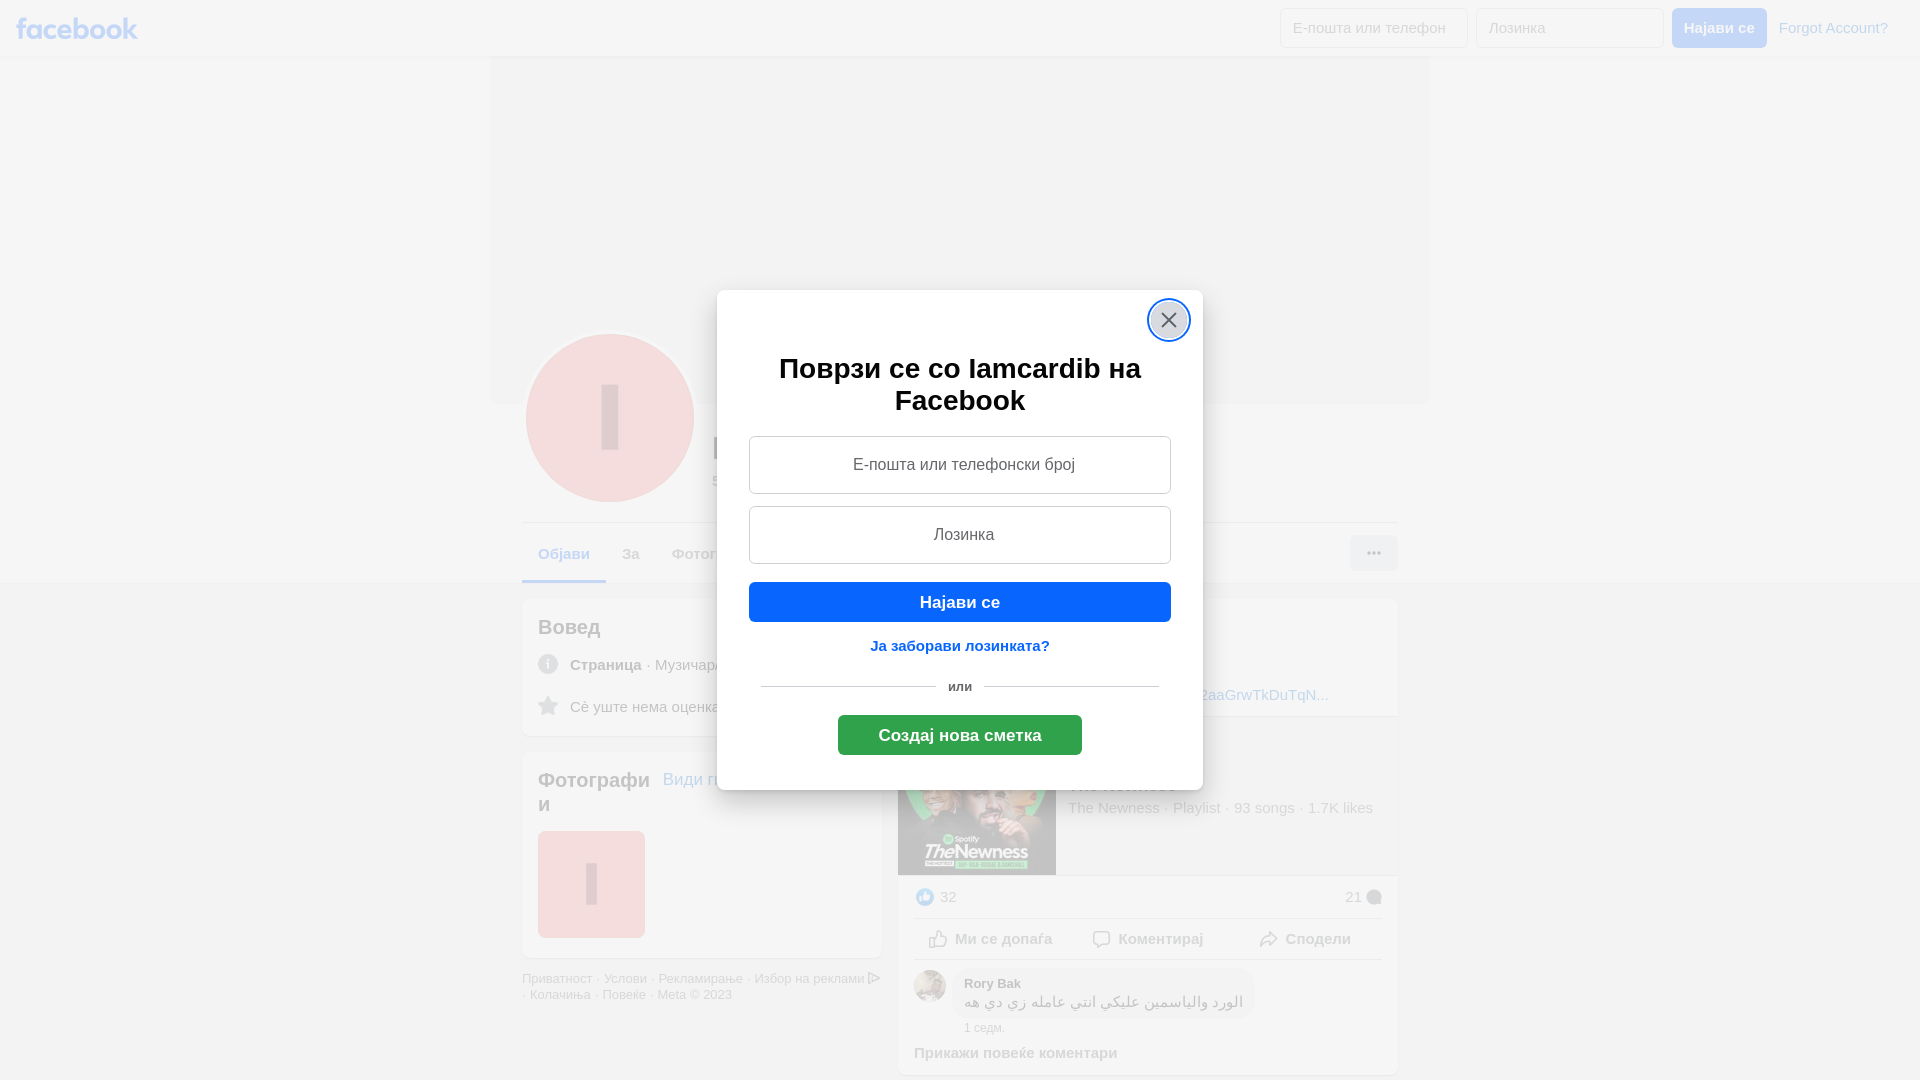 facebook
Е-пошта или телефон
Лозинка
Најави се
Forgot Account?
Поврзи се со Iamcardib на
Facebook
Е-пошта или телефонски број
Лозинка
Најави се
Ја заборави лозинката?
или
Создај нова сметка
I
Објави
За
Вовед
Страница · Музичар/
Сè уште нема оценка
Фотографи
и
Види ги
I
Приватност · Услови · Рекламирање · Избор на реклами
· Колачиња · Повеќе · Meta © 2023
2aaGrwTkDuTqN...
The Newness
The Newness · Playlist · 93 songs · 1.7K likes
Spotify
The Newness
32
21
Ми се допаѓа
Коментирај
Сподели
Rory Bak
الورد والياسمين عليكي انتي عامله زي دي هه
1 седм.
Прикажи повеќе коментари